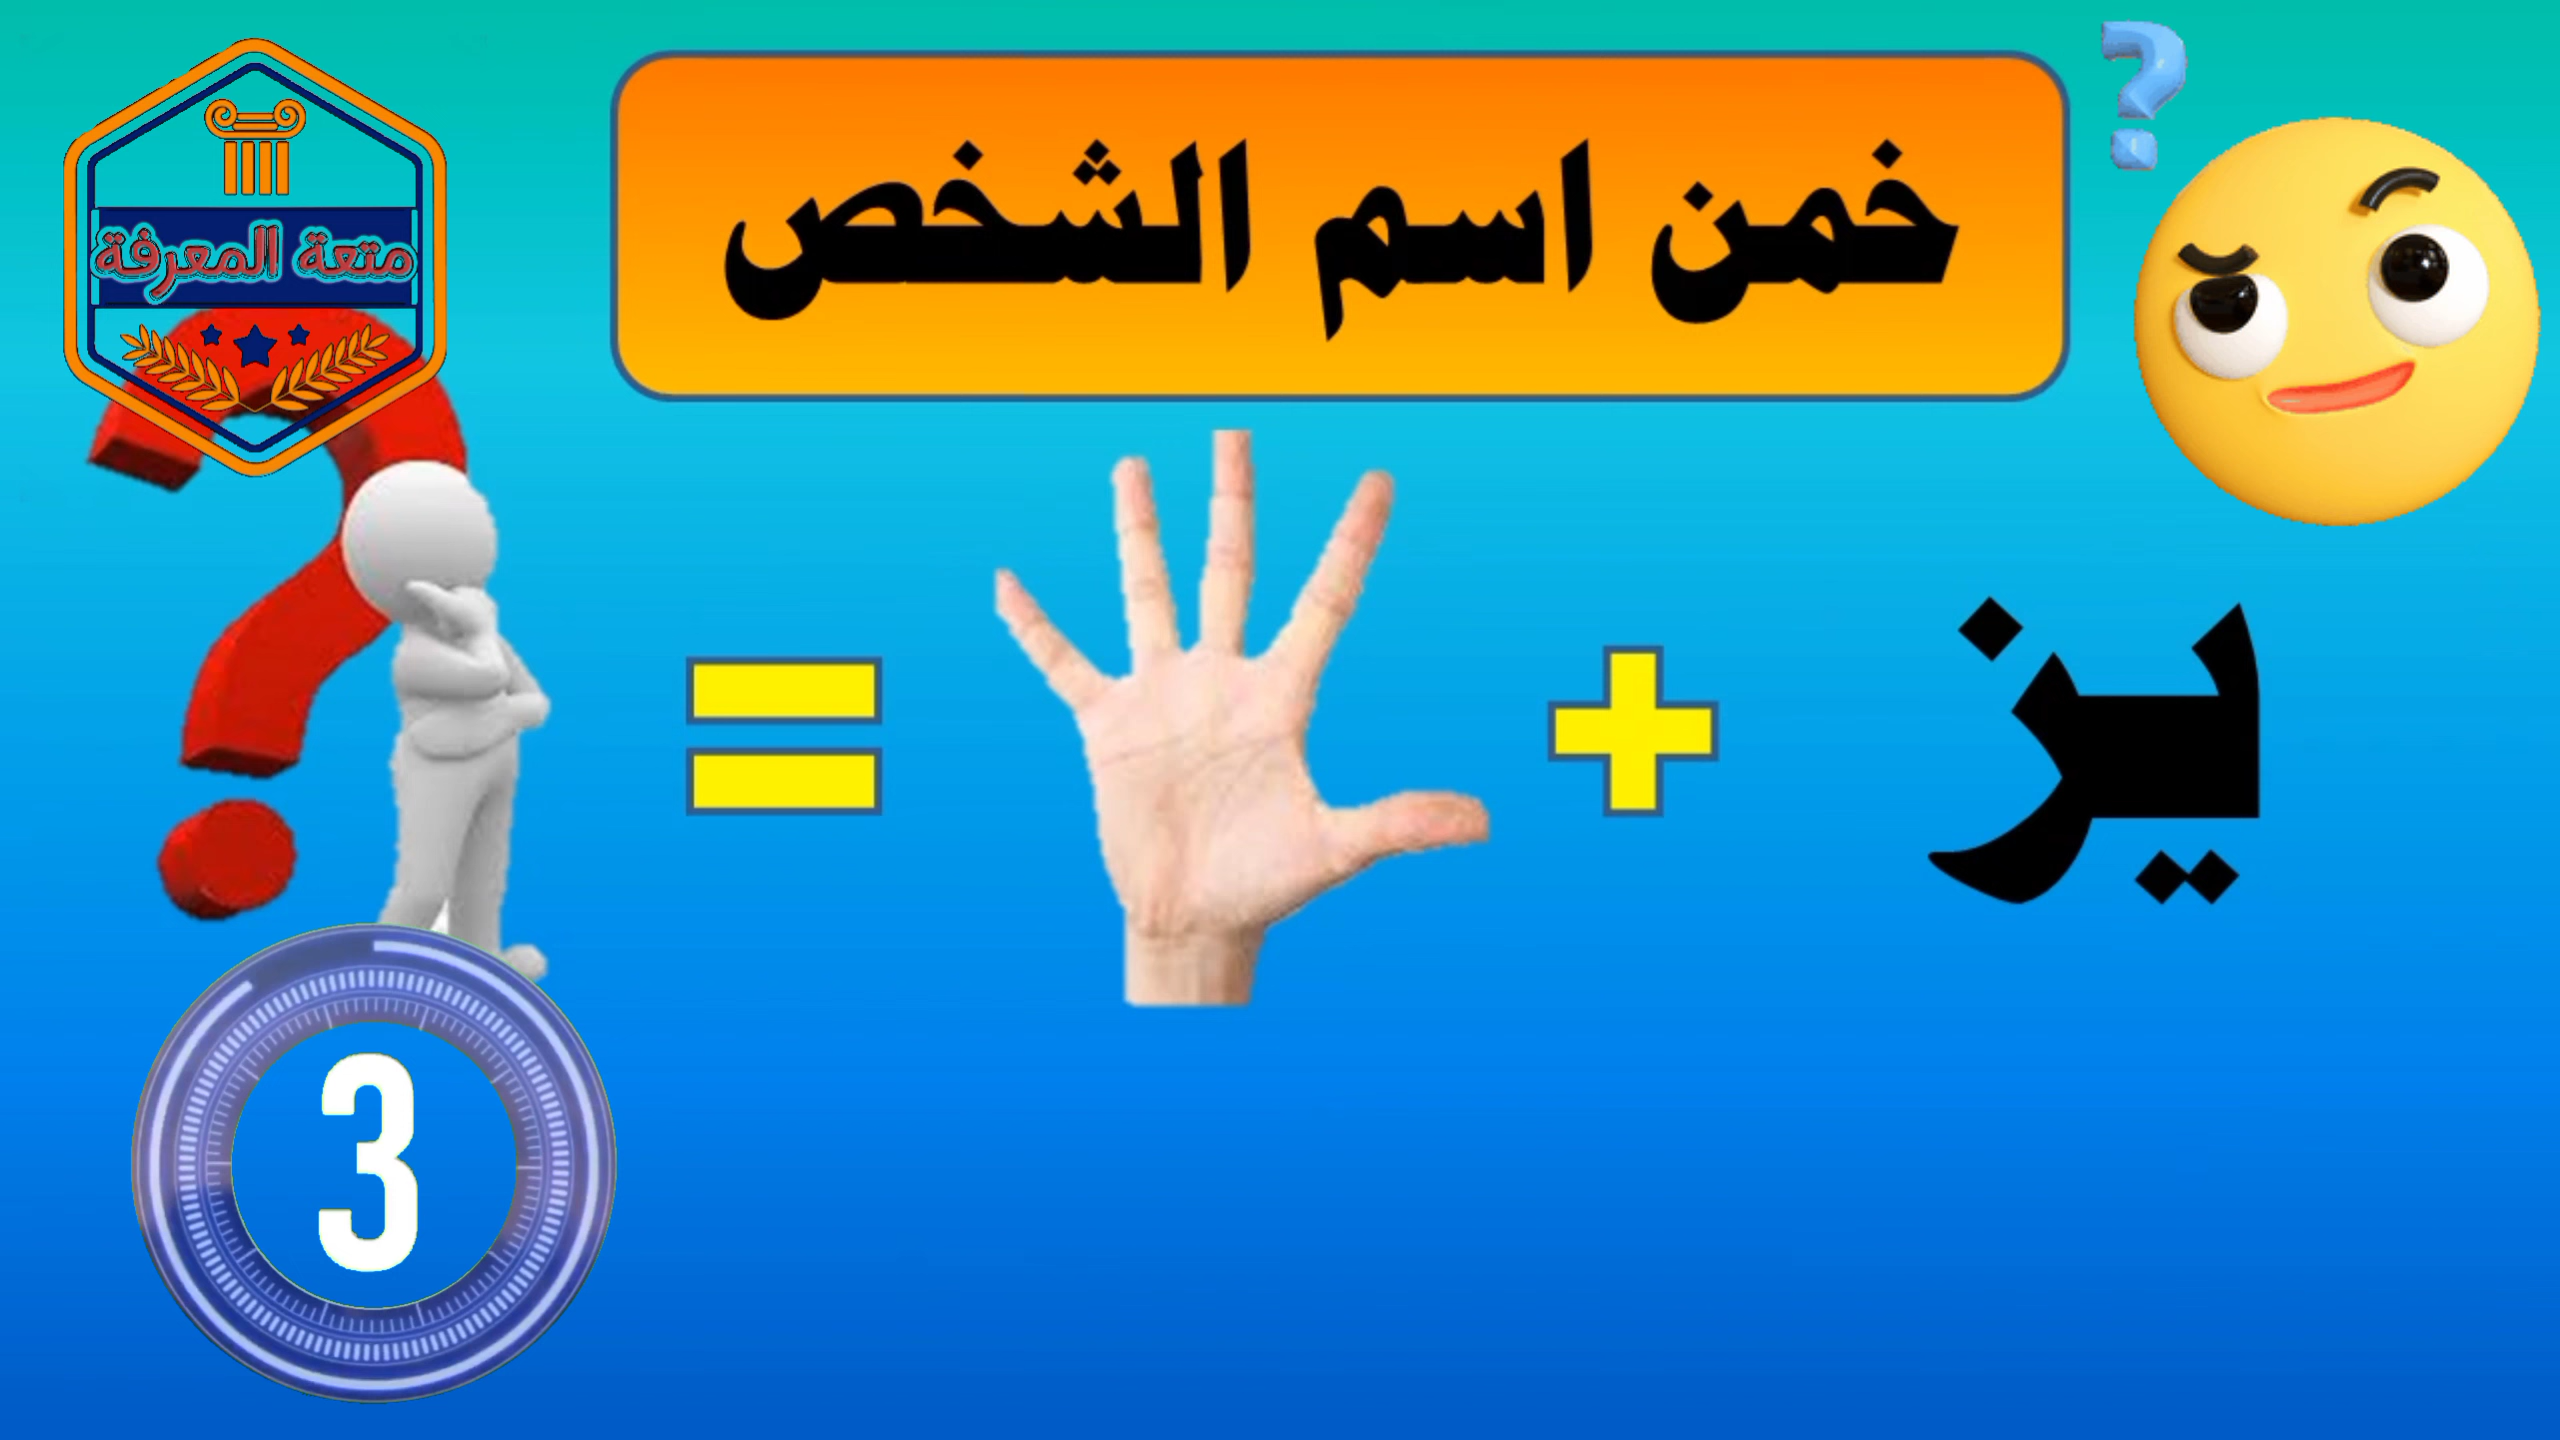 خمن اسم الشخص
متعة المعرفة
يز
+
=
3